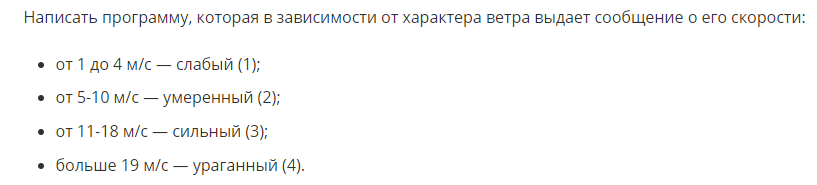 Написать программу, которая в зависимости от характера ветра выдает сообщение о его скорости:
• от 1 до 4 м/с — слабый (1);
• от 5-10 м/с — умеренный (2);
• от 11-18 м/с — сильный (3);
• больше 19 м/с — ураганный (4).